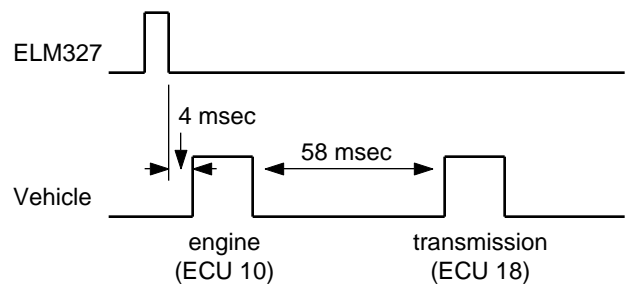 ELM327
4 msec
58 msec
Vehicle
engine
(ECU 10)
transmission
(ECU 18)